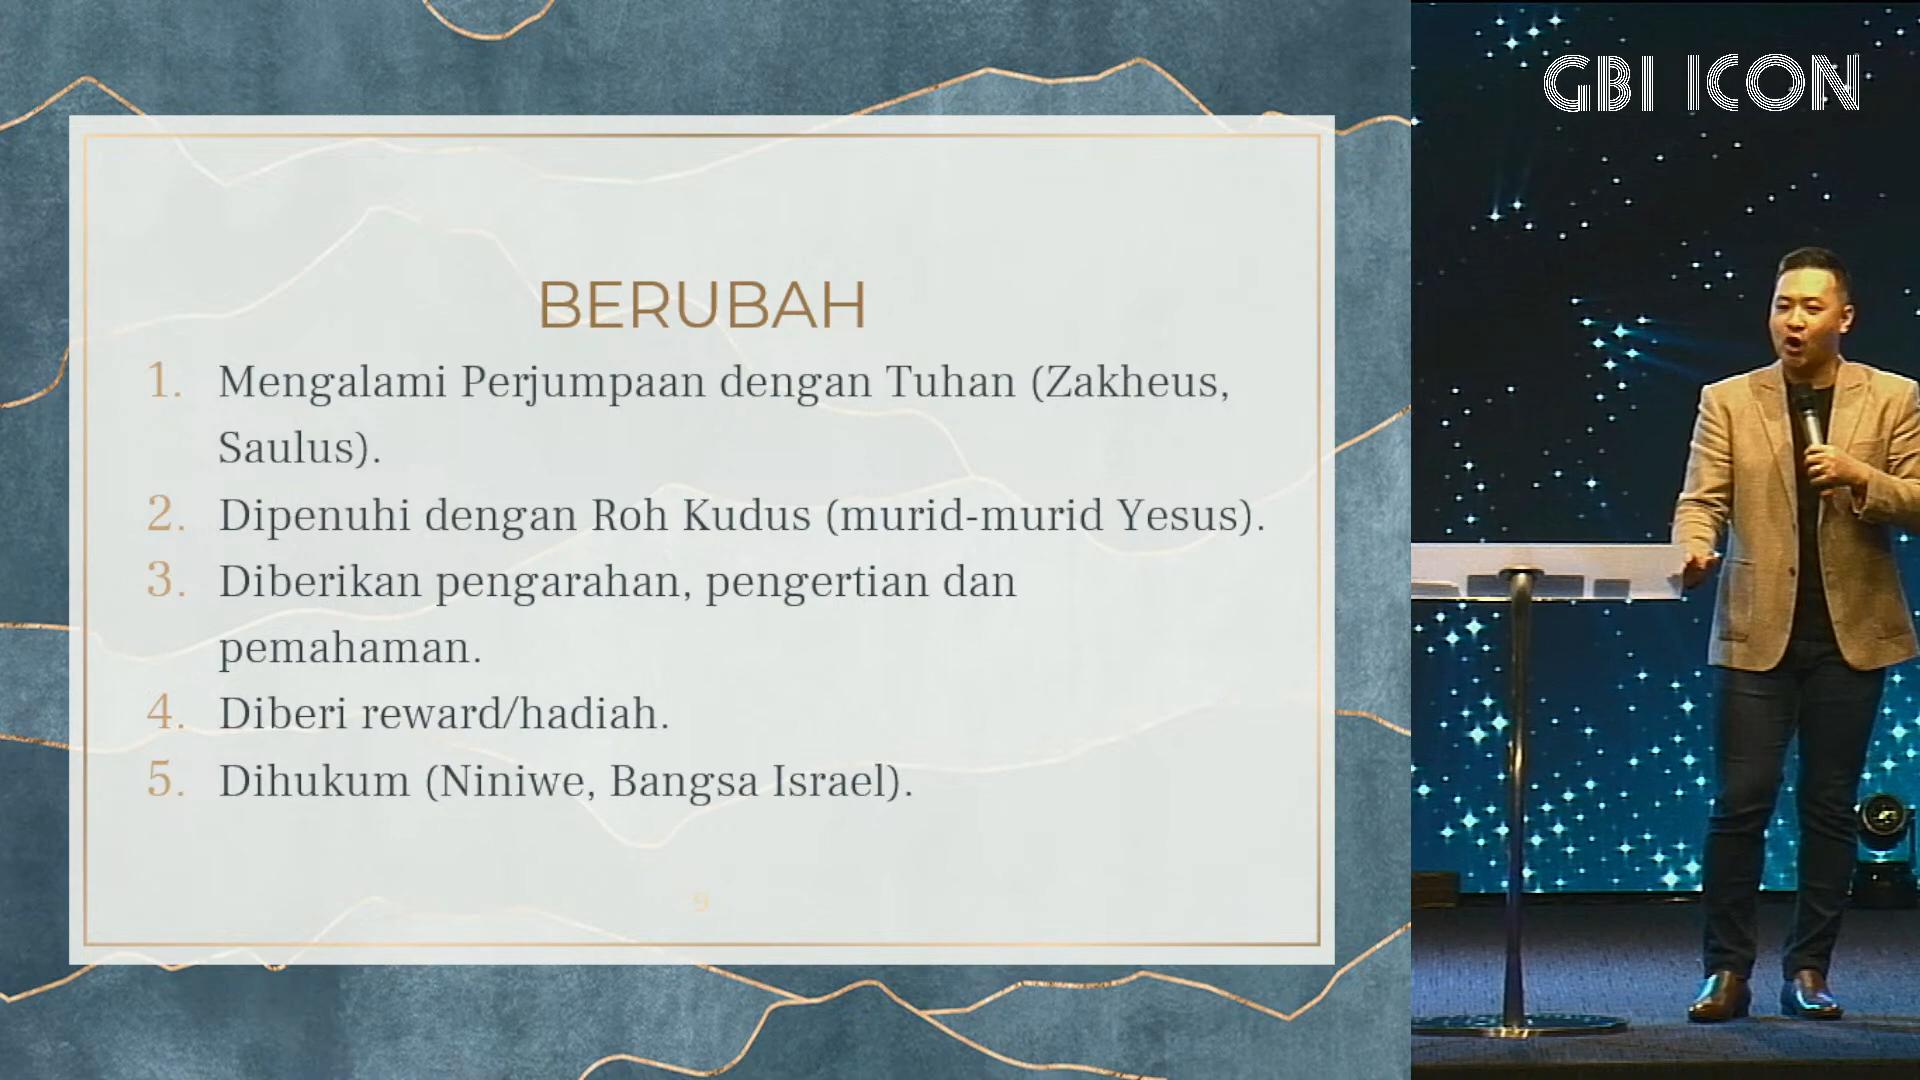 GBI ICON
BERUBAH
1. Mengalami Perjumpaan dengan Tuhan (Zakheus,
Saulus).
2. Dipenuhi dengan Roh Kudus (murid-murid Yesus).
3. Diberikan pengarahan, pengertian dan
pemahaman.
4. Diberi reward/hadiah.
5. Dihukum (Niniwe, Bangsa Israel).
9